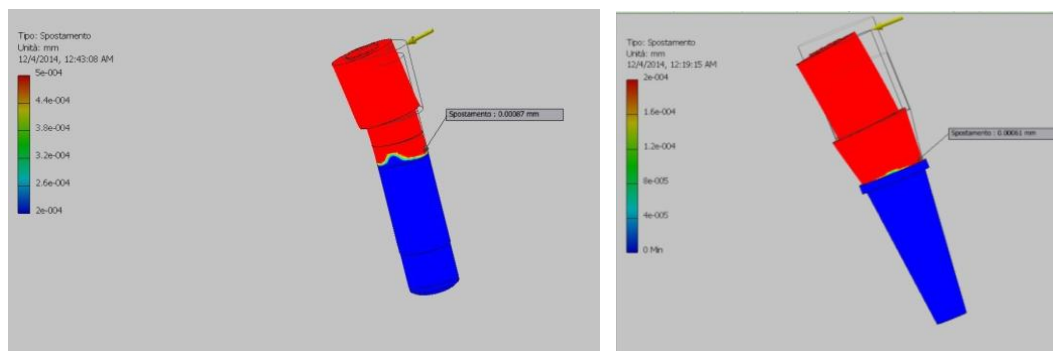 Tipo: Spostamento
Unità: mm
12/4/2014, 12:43:08 AM
5e-004
4.4e-004
3.8e-004
3.2e-004
2.6e-004
2e-004
Spostamento : 0.00087 mm
Tipo: Spostamento
Unità: mm
12/4/2014, 12:19:15 AM
2e-004
1.6e-004
1.2e-004
8e-005
4e-005
0 Min
Spostamento : 0.00061 mm